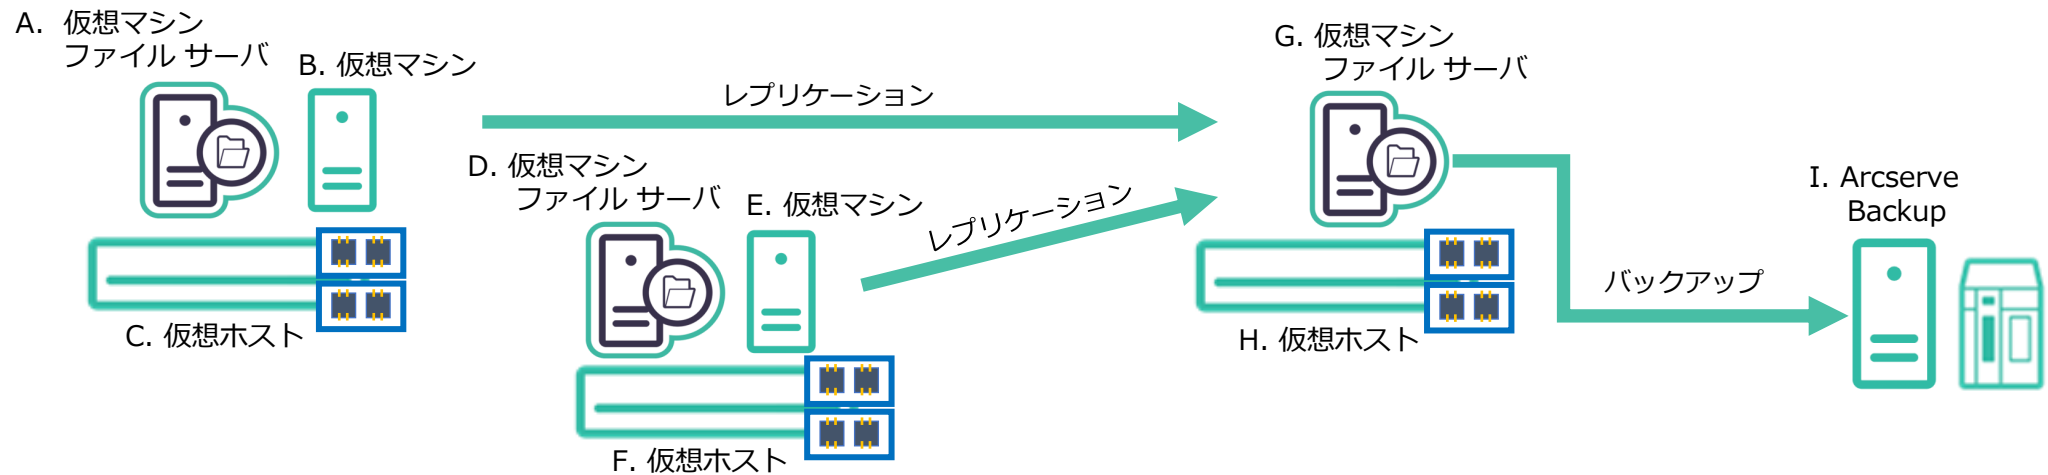 A. 仮想マシン
ファイル サーバ
B. 仮想マシン
レプリケーション
G. 仮想マシン
ファイル サーバ
D. 仮想マシン
ファイル サーバ
E. 仮想マシン
レプリケーション
I. Arcserve
Backup
バックアップ
C. 仮想ホスト
H. 仮想ホスト
F. 仮想ホスト